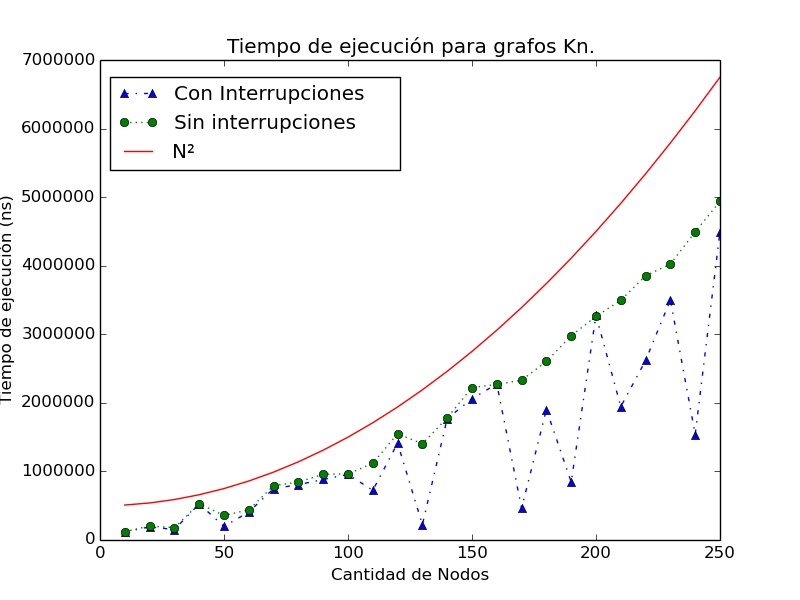 Tiempo de ejecución para grafos Kn.
7000000
6000000
5000000
4000000
3000000
2000000
1000000
0
Tiempo de ejecución (ns)
Con Interrupciones
Sin interrupciones
N²
0
50
100
150
200
250
Cantidad de Nodos